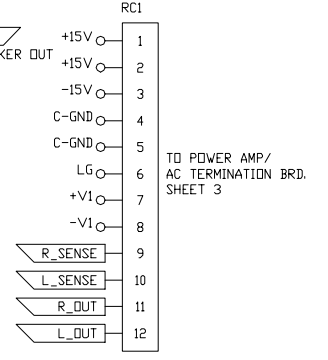 RC1
KER OUT
+15V 1
+15V 2
-15V 3
C-GND 4
C-GND 5
LG 6
+V1 7
-V1 8
R_SENSE 9
L_SENSE 10
R_OUT 11
L_OUT 12
TO POWER AMP/
AC TERMINATION BRD.
SHEET 3